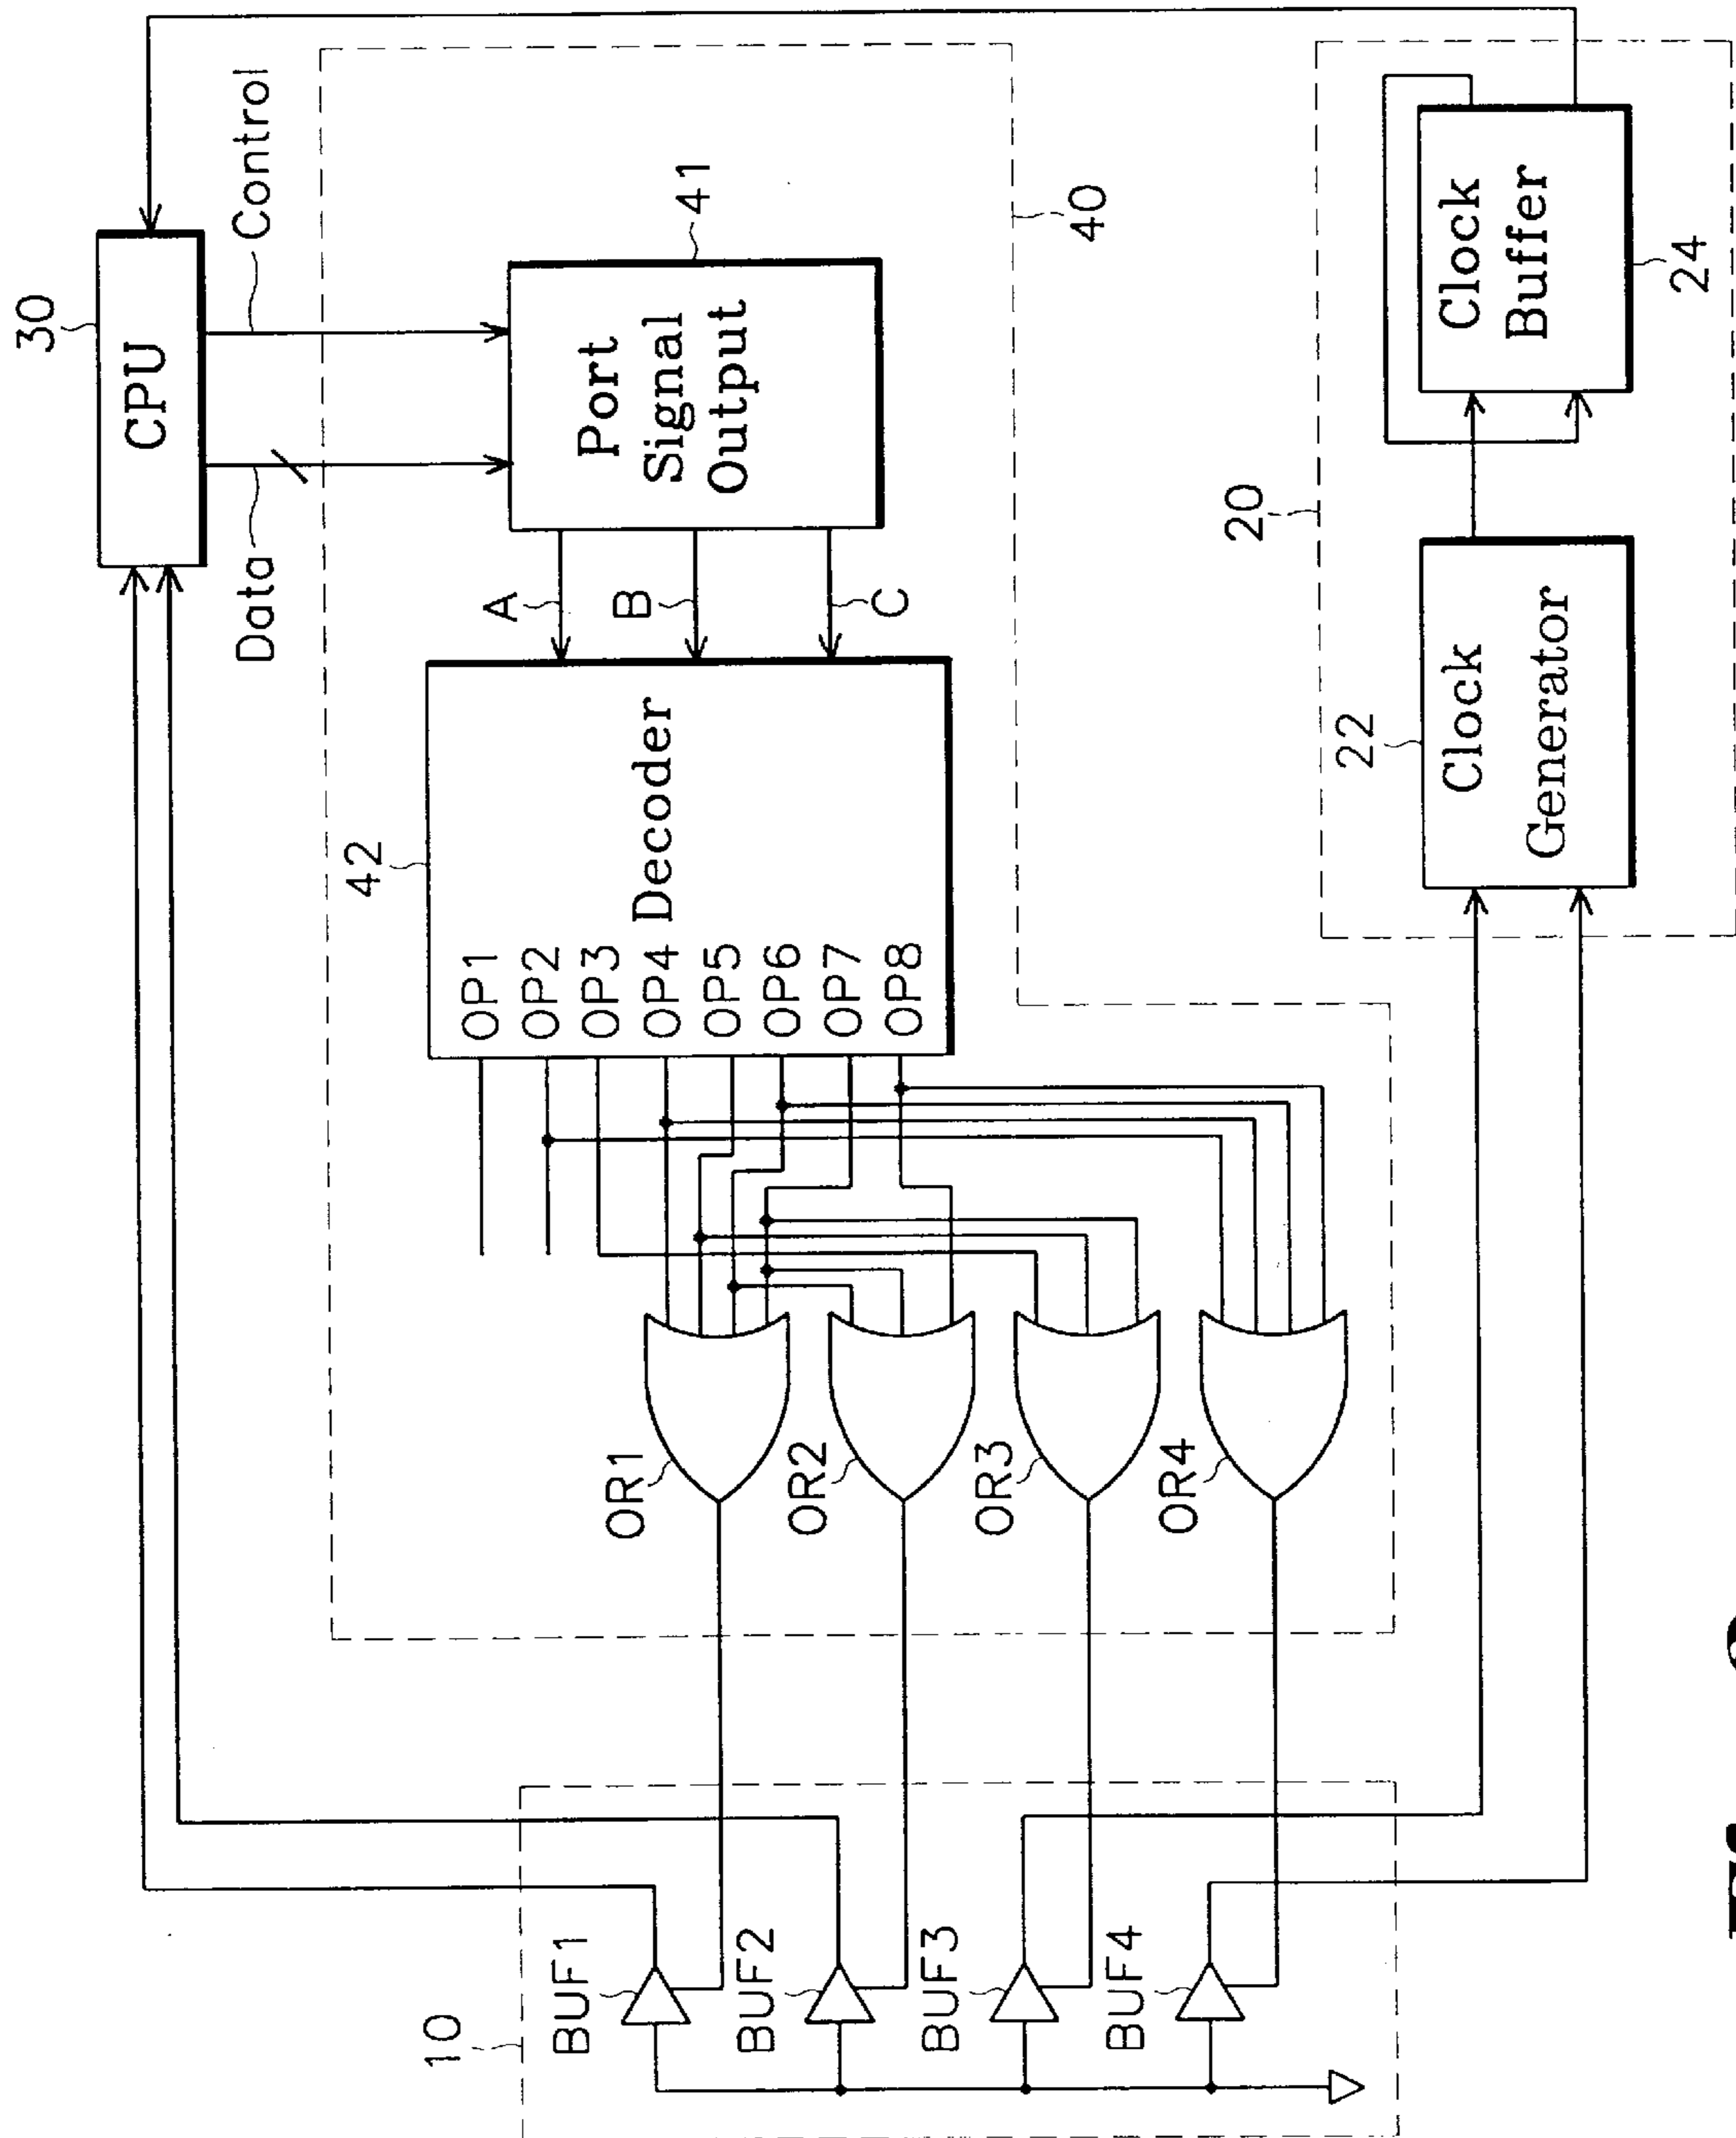 30
CPU
Control
Data
41
Port
Signal
Output
A
B
C
40
42
Decoder
OP1
OP2
OP3
OP4
OP5
OP6
OP7
OP8
OR1
OR2
OR3
OR4
10
BUF1
BUF2
BUF3
BUF4
20
22
Clock
Generator
Clock
Buffer
24